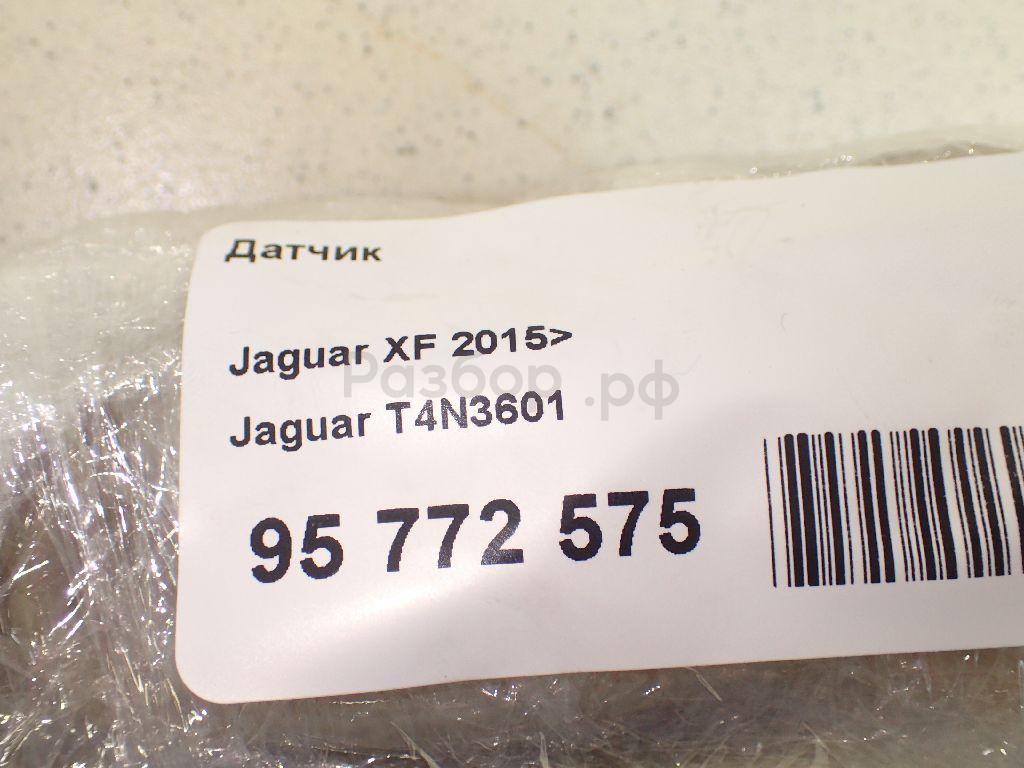 Датчик
Jaguar XF 2015>
Разбор.рф
Jaguar T4N3601
95 772 575